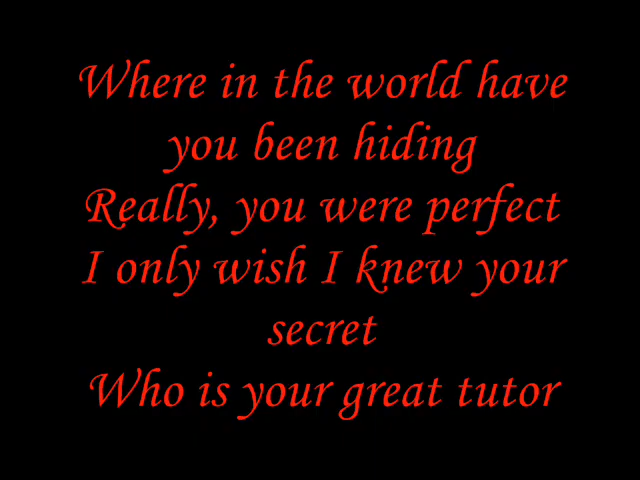 Where in the world have
you been hiding
Really, you were perfect
I only wish I knew your
secret
Who is your great tutor